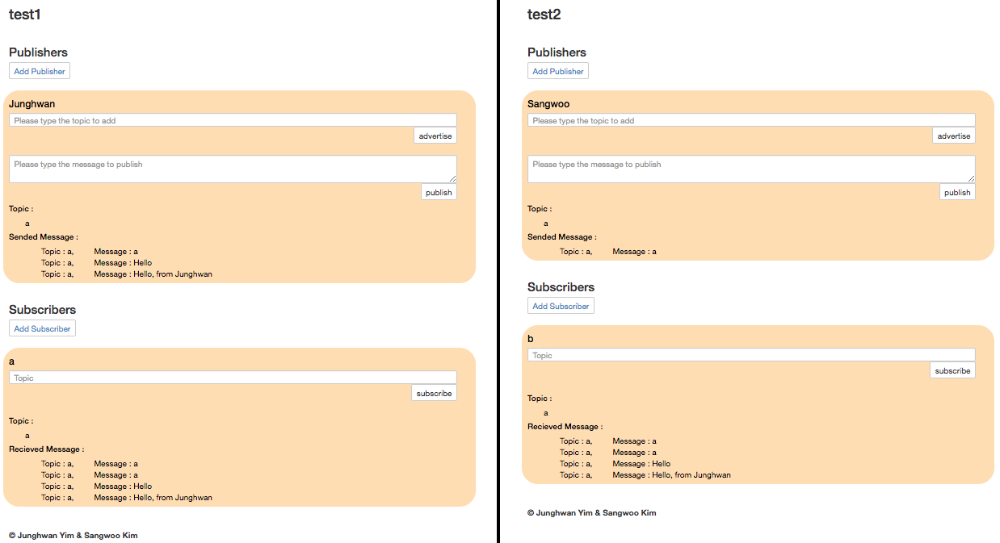 test1
Publishers
Add Publisher
Junghwan
Please type the topic to add
advertise
Please type the message to publish
publish
Topic :
a
Sended Message :
Topic : a, Message : a
Topic : a, Message : Hello
Topic : a, Message : Hello, from Junghwan
Subscribers
Add Subscriber
a
Topic
subscribe
Topic :
a
Recieved Message :
Topic : a, Message : a
Topic : a, Message : a
Topic : a, Message : Hello
Topic : a, Message : Hello, from Junghwan
© Junghwan Yim & Sangwoo Kim
test2
Publishers
Add Publisher
Sangwoo
Please type the topic to add
advertise
Please type the message to publish
publish
Topic :
a
Sended Message :
Topic : a, Message : a
Subscribers
Add Subscriber
b
Topic
subscribe
Topic :
a
Recieved Message :
Topic : a, Message : a
Topic : a, Message : a
Topic : a, Message : Hello
Topic : a, Message : Hello, from Junghwan
© Junghwan Yim & Sangwoo Kim